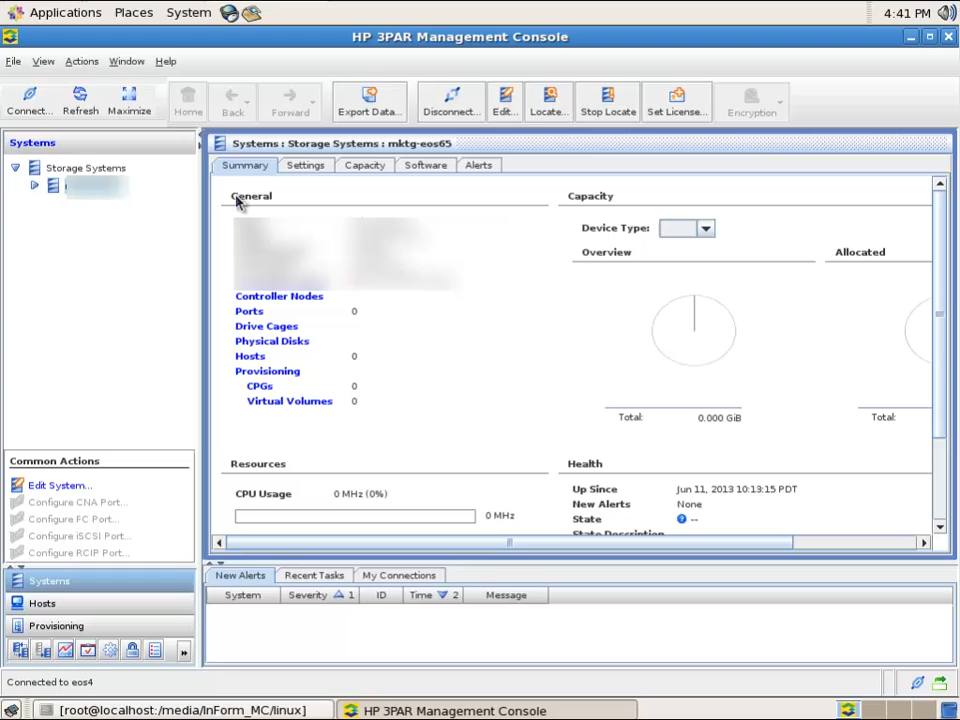 Applications Places System 4:41 PM
HP 3PAR Management Console
File View Actions Window Help
Connect... Refresh Maximize Home Back Forward Export Data... Disconnect... Edit... Locate... Stop Locate Set License... Encryption
Systems
Storage Systems
Systems : Storage Systems : mktg-eos65
Summary Settings Capacity Software Alerts
General
Controller Nodes
Ports 0
Drive Cages
Physical Disks
Hosts 0
Provisioning
CPGs 0
Virtual Volumes 0
Capacity
Device Type:
Overview Allocated
Total: 0.000 GiB Total:
Resources
CPU Usage 0 MHz (0%)
0 MHz
Health
Up Since Jun 11, 2013 10:13:15 PDT
New Alerts None
State --
State Description
Common Actions
Edit System...
Configure CNA Port...
Configure FC Port...
Configure iSCSI Port...
Configure RCIP Port...
Systems
Hosts
Provisioning
New Alerts Recent Tasks My Connections
System Severity 1 ID Time 2 Message
Connected to eos4
[root@localhost:/media/InForm_MC/linux] HP 3PAR Management Console